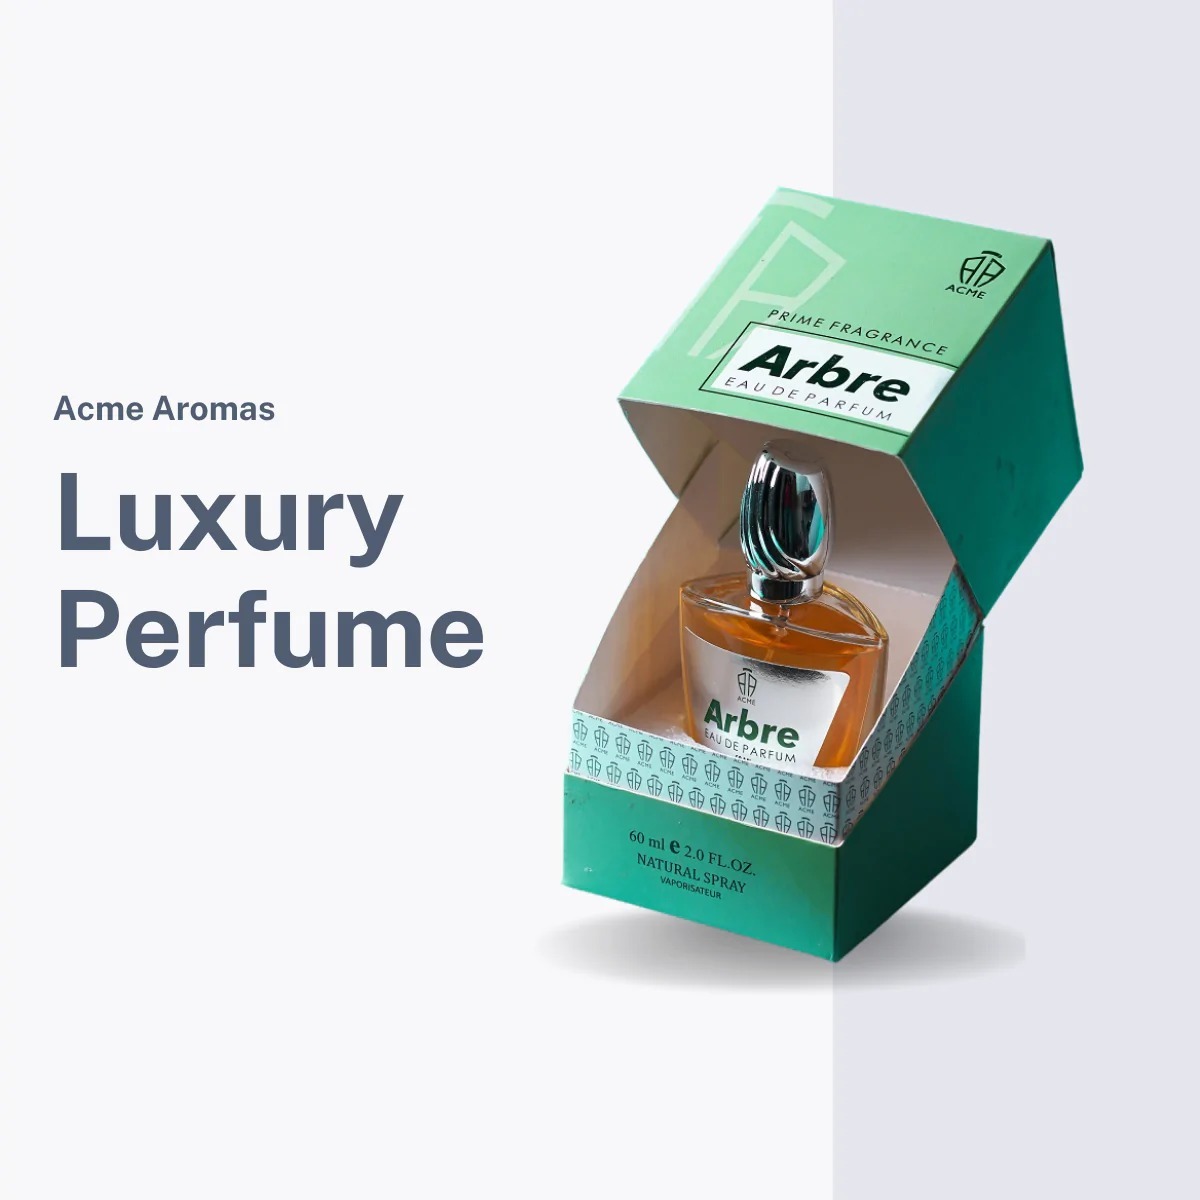 Acme Aromas
Luxury
Perfume
ACME
PRIME FRAGRANCE
Arbre
EAU DE PARFUM
ACME
Arbre
EAU DE PARFUM
60 ml e 2.0 FL.OZ.
NATURAL SPRAY
VAPORISATEUR